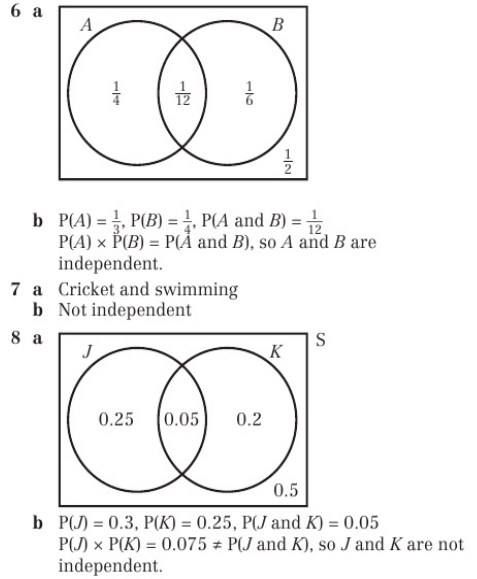 6 a
A B
1/4 1/12 1/6
1/2
b P(A) = 1/3, P(B) = 1/4, P(A and B) = 1/12
P(A) × P(B) = P(A and B), so A and B are
independent.
7 a Cricket and swimming
b Not independent
8 a
J K S
0.25 0.05 0.2
0.5
b P(J) = 0.3, P(K) = 0.25, P(J and K) = 0.05
P(J) × P(K) = 0.075 ≠ P(J and K), so J and K are not
independent.